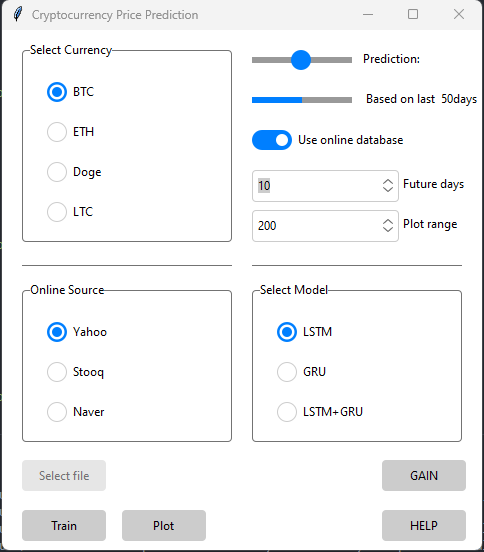 Cryptocurrency Price Prediction
Select Currency
BTC
ETH
Doge
LTC
Prediction:
Based on last 50days
Use online database
10 Future days
200 Plot range
Online Source
Yahoo
Stooq
Naver
Select Model
LSTM
GRU
LSTM+GRU
Select file
GAIN
Train
Plot
HELP